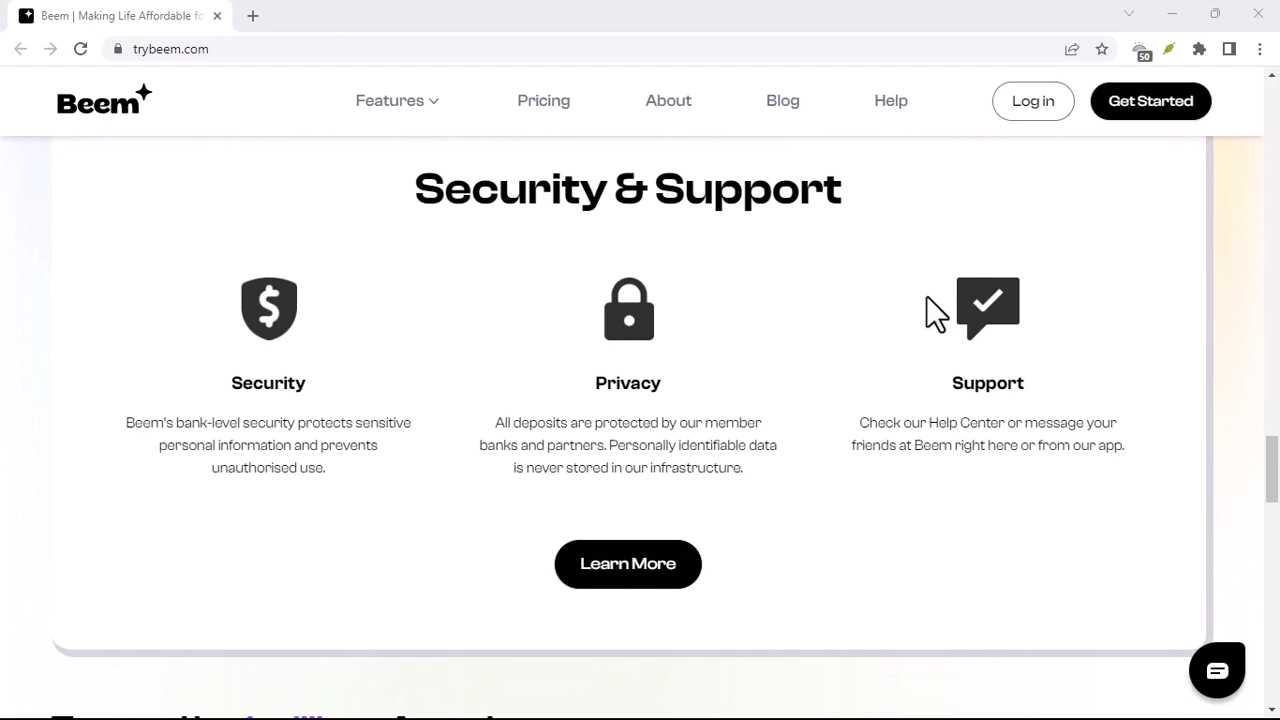 Beem | Making Life Affordable fo
trybeem.com
50
Beem
Features
Pricing
About
Blog
Help
Log in
Get Started
Security & Support
Security
Beem's bank-level security protects sensitive
personal information and prevents
unauthorised use.
Privacy
All deposits are protected by our member
banks and partners. Personally identifiable data
is never stored in our infrastructure.
Support
Check our Help Center or message your
friends at Beem right here or from our app.
Learn More